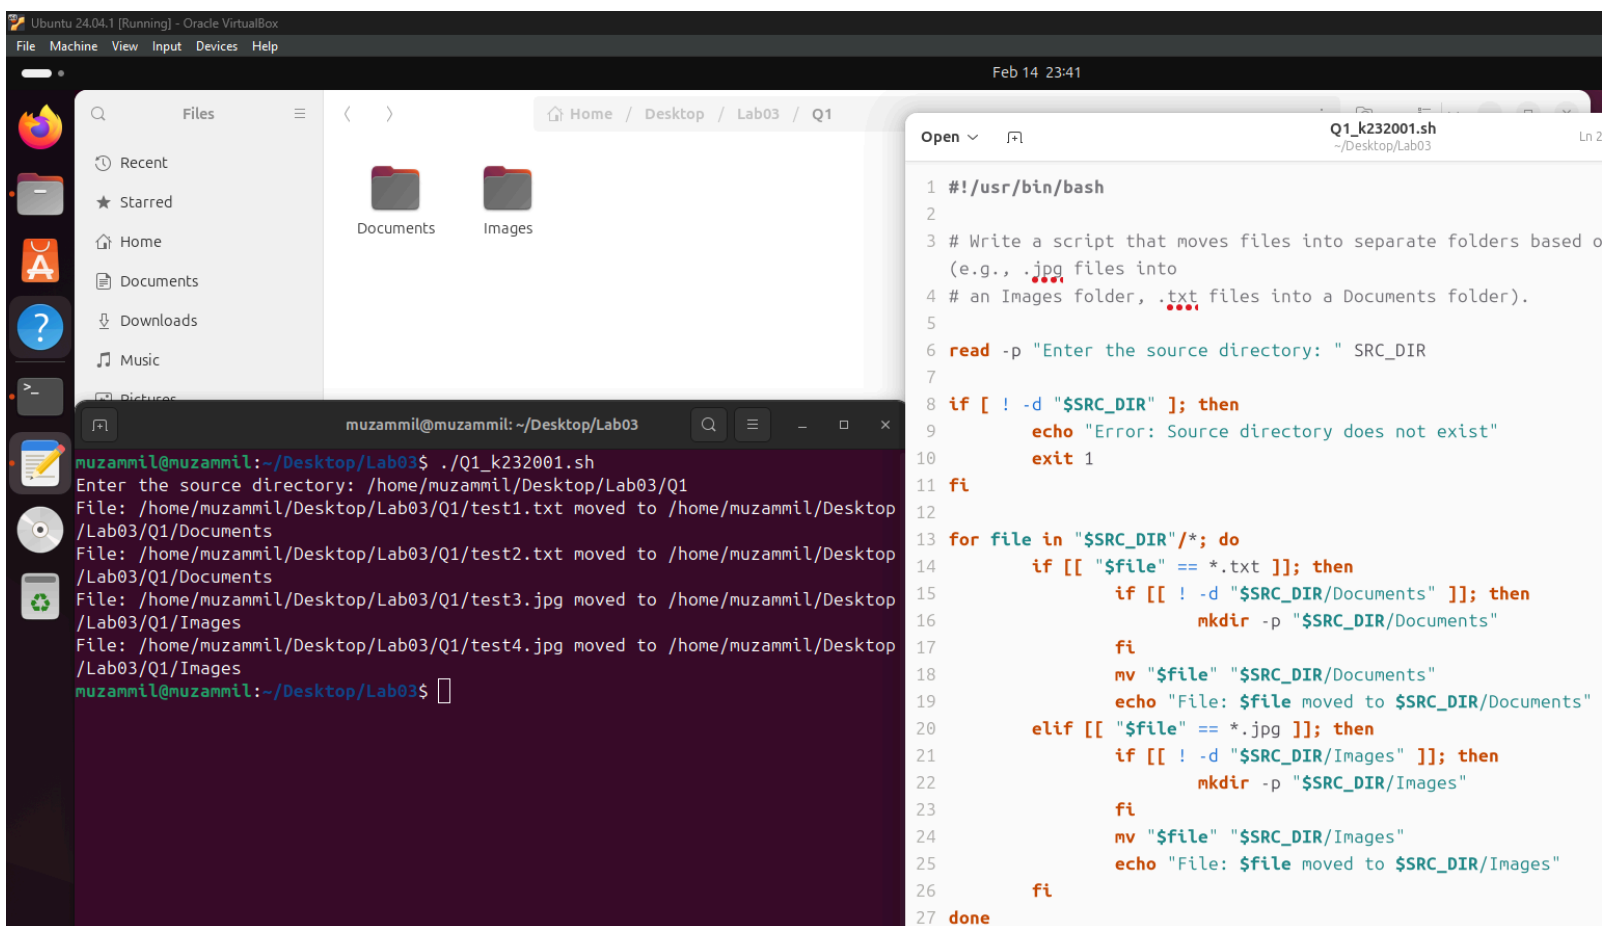 Ubuntu 24.04.1 [Running] - Oracle VirtualBox
File Machine View Input Devices Help
Feb 14 23:41
Files
Home / Desktop / Lab03 / Q1
Recent
Starred
Home
Documents
Downloads
Music
Pictures
Documents
Images
muzammil@muzammil: ~/Desktop/Lab03
muzammil@muzammil:~/Desktop/Lab03$ ./Q1_k232001.sh
Enter the source directory: /home/muzammil/Desktop/Lab03/Q1
File: /home/muzammil/Desktop/Lab03/Q1/test1.txt moved to /home/muzammil/Desktop
/Lab03/Q1/Documents
File: /home/muzammil/Desktop/Lab03/Q1/test2.txt moved to /home/muzammil/Desktop
/Lab03/Q1/Documents
File: /home/muzammil/Desktop/Lab03/Q1/test3.jpg moved to /home/muzammil/Desktop
/Lab03/Q1/Images
File: /home/muzammil/Desktop/Lab03/Q1/test4.jpg moved to /home/muzammil/Desktop
/Lab03/Q1/Images
muzammil@muzammil:~/Desktop/Lab03$
Open
Q1_k232001.sh
~/Desktop/Lab03
Ln 2
1 #!/usr/bin/bash
2
3 # Write a script that moves files into separate folders based o
(e.g., .jpg files into
4 # an Images folder, .txt files into a Documents folder).
5
6 read -p "Enter the source directory: " SRC_DIR
7
8 if [ ! -d "$SRC_DIR" ]; then
9 echo "Error: Source directory does not exist"
10 exit 1
11 fi
12
13 for file in "$SRC_DIR"/*; do
14 if [[ "$file" == *.txt ]]; then
15 if [[ ! -d "$SRC_DIR/Documents" ]]; then
16 mkdir -p "$SRC_DIR/Documents"
17 fi
18 mv "$file" "$SRC_DIR/Documents"
19 echo "File: $file moved to $SRC_DIR/Documents"
20 elif [[ "$file" == *.jpg ]]; then
21 if [[ ! -d "$SRC_DIR/Images" ]]; then
22 mkdir -p "$SRC_DIR/Images"
23 fi
24 mv "$file" "$SRC_DIR/Images"
25 echo "File: $file moved to $SRC_DIR/Images"
26 fi
27 done